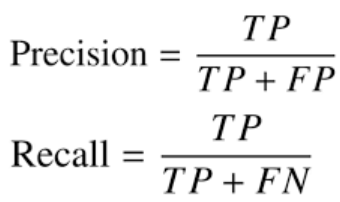 Precision = TP / (TP + FP)
Recall = TP / (TP + FN)